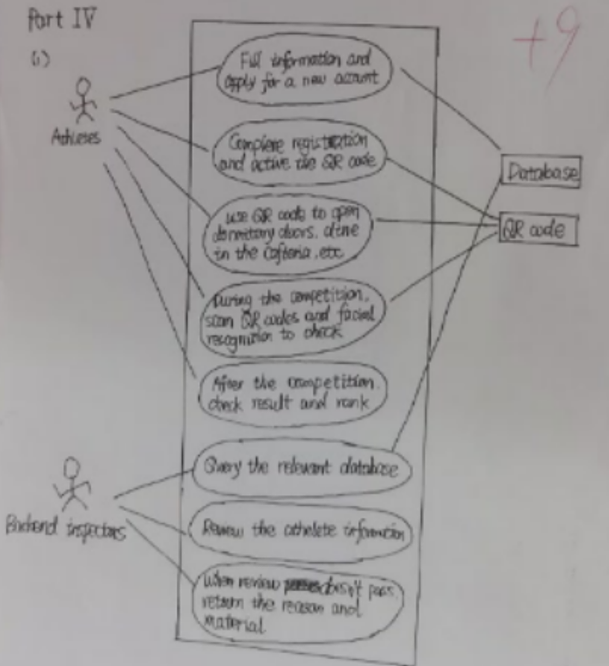 Part IV
+9
(1)
Fill information and
apply for a new account
Athletes
Complete registration
and active the QR code
Database
use QR code to open
dormitory doors, dine
in the cafteria, etc
QR code
During the competition,
scan QR codes and facial
recognition to check
After the competition,
check result and rank
Query the relevant database
Backend inspectors
Review the athelete information
When review doesn't pass
return the reason and
material